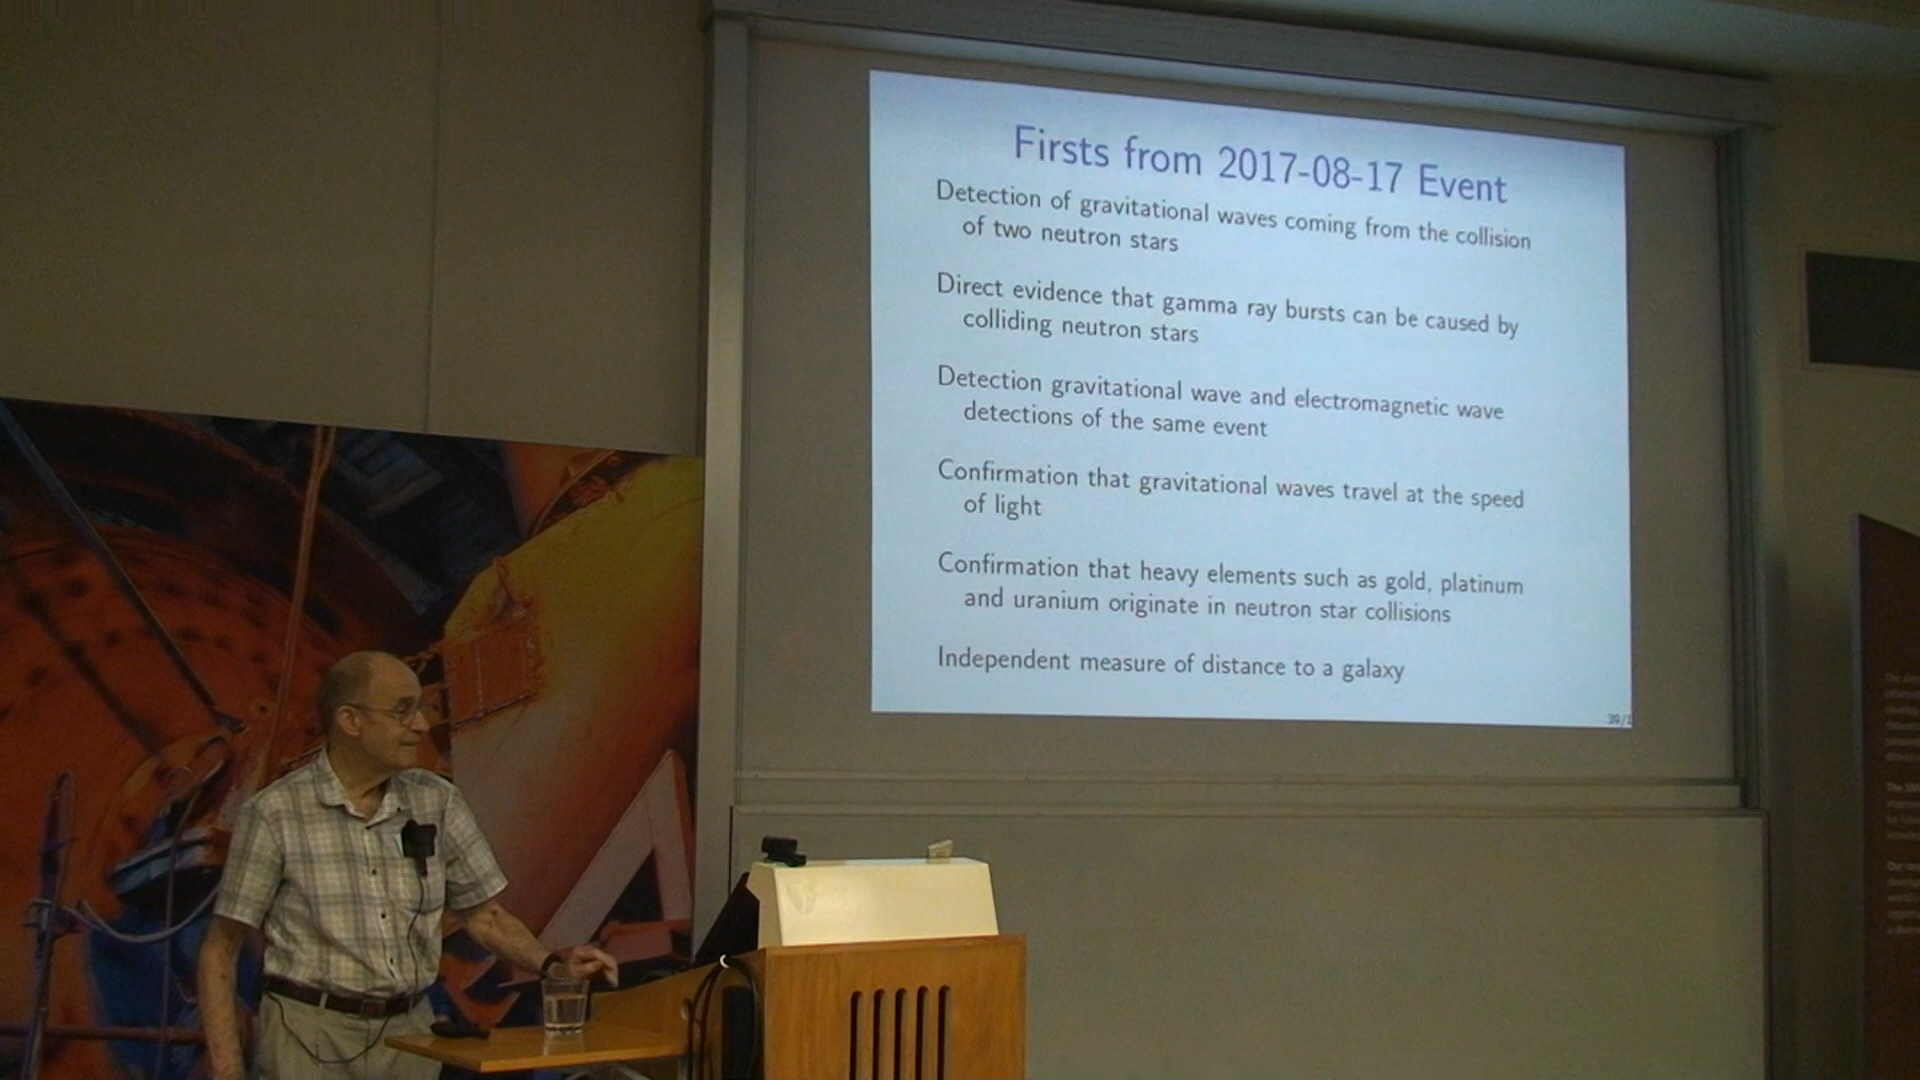 Firsts from 2017-08-17 Event
Detection of gravitational waves coming from the collision
of two neutron stars
Direct evidence that gamma ray bursts can be caused by
colliding neutron stars
Detection gravitational wave and electromagnetic wave
detections of the same event
Confirmation that gravitational waves travel at the speed
of light
Confirmation that heavy elements such as gold, platinum
and uranium originate in neutron star collisions
Independent measure of distance to a galaxy
39/1